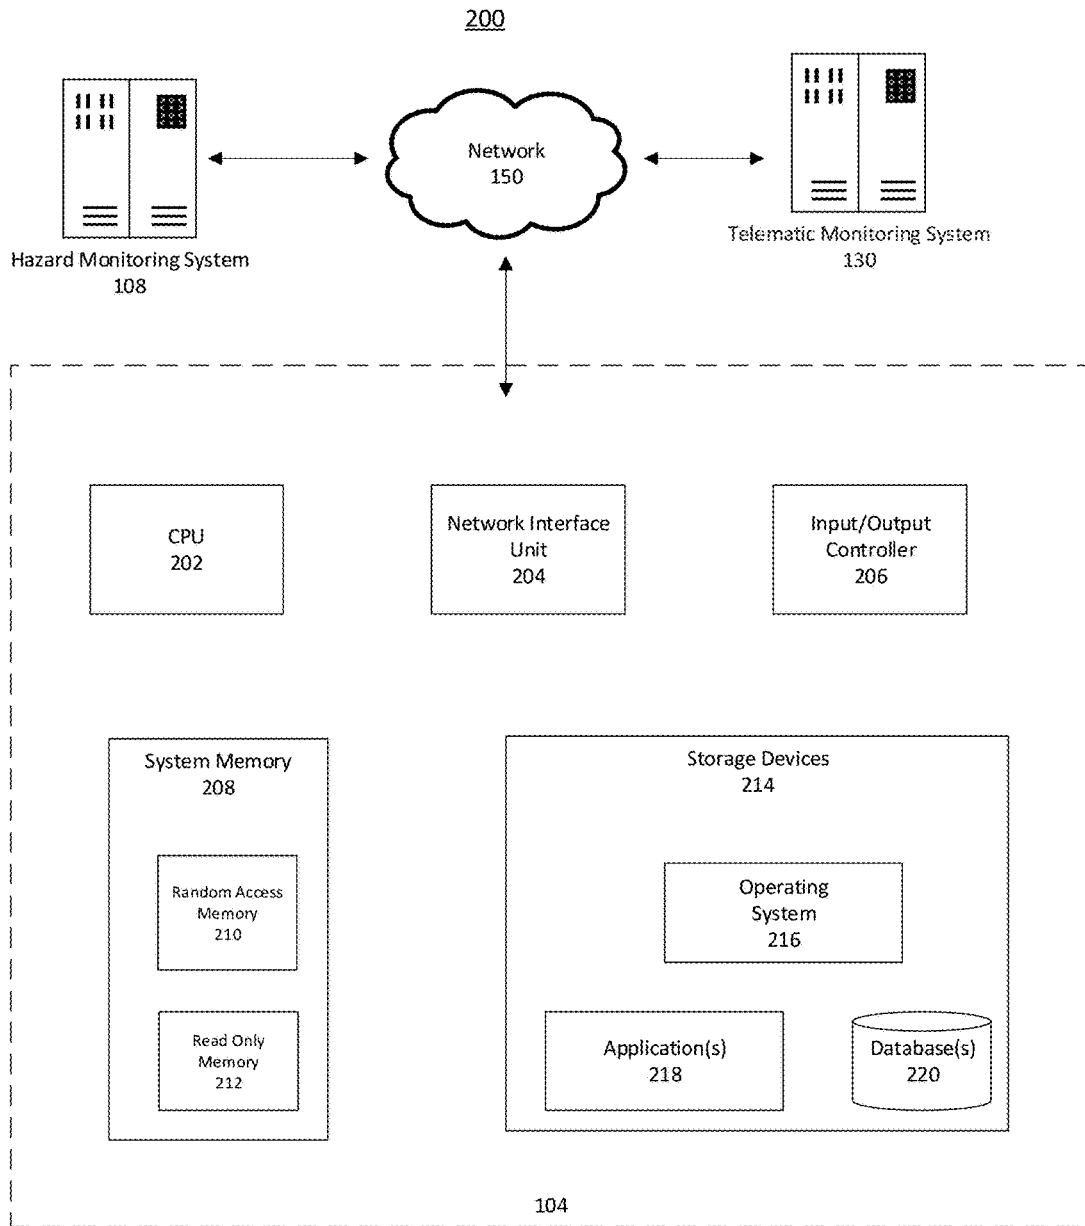 200
Network
150
Hazard Monitoring System
108
Telematic Monitoring System
130
CPU
202
Network Interface
Unit
204
Input/Output
Controller
206
System Memory
208
Random Access
Memory
210
Read Only
Memory
212
Storage Devices
214
Operating
System
216
Application(s)
218
Database(s)
220
104